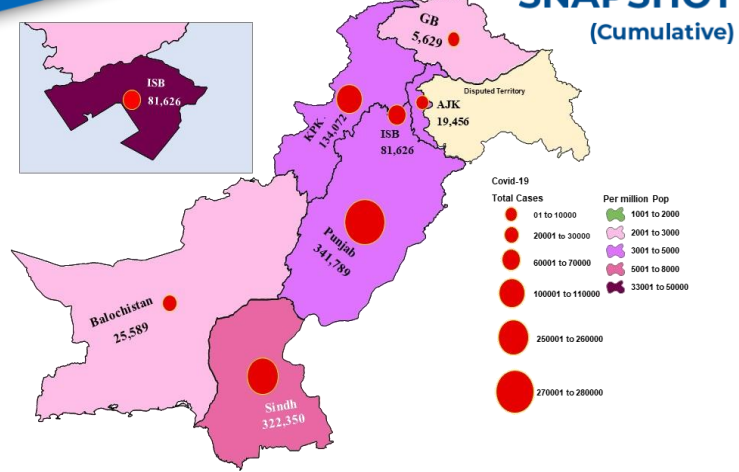 SNAPSHOT
(Cumulative)
GB
5,629
ISB
81,626
Disputed Territory
AJK
19,456
KPK
134,072
ISB
81,626
Punjab
341,789
Balochistan
25,589
Sindh
322,350
Covid-19
Total Cases
01 to 10000
20001 to 30000
60001 to 70000
100001 to 110000
250001 to 260000
270001 to 280000
Per million Pop
1001 to 2000
2001 to 3000
3001 to 5000
5001 to 8000
33001 to 50000